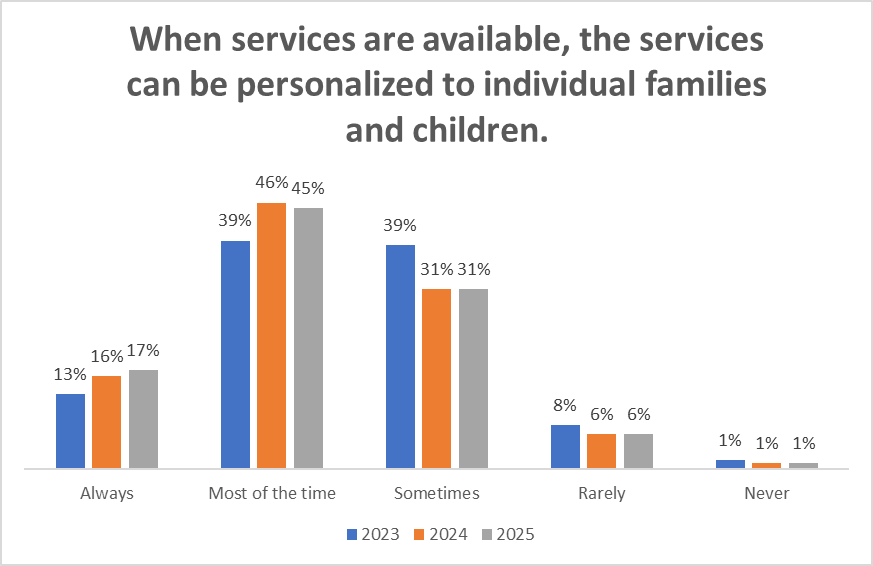 When services are available, the services
can be personalized to individual families
and children.
46%
45%
39%
39%
31% 31%
17%
16%
13%
8%
6% 6%
1% 1% 1%
Always Most of the time Sometimes Rarely Never
2023 2024 2025